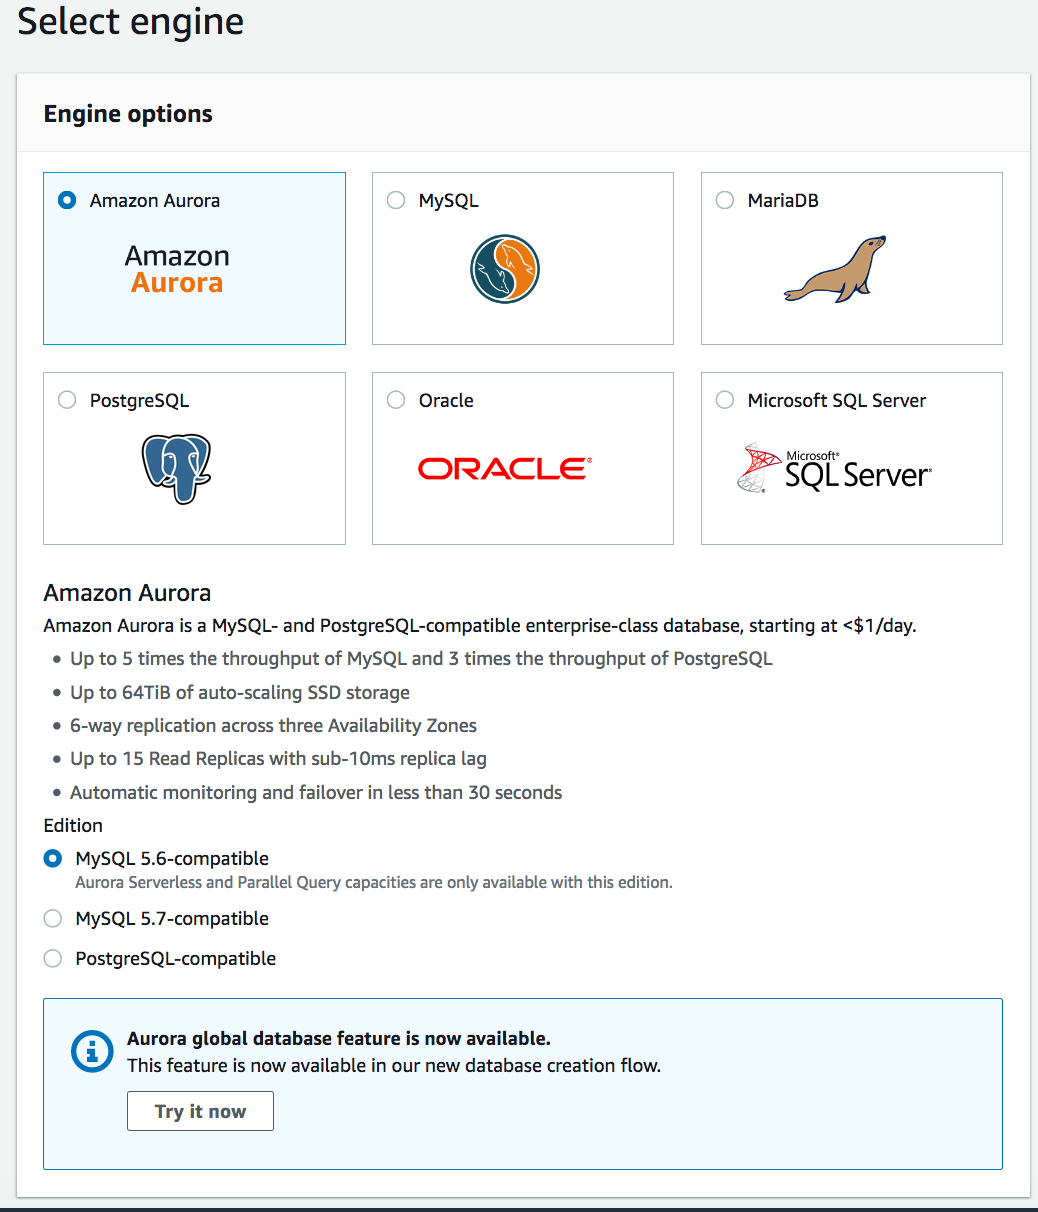 Select engine
Engine options
Amazon Aurora
MySQL
MariaDB
Amazon
Aurora
PostgreSQL
Oracle
Microsoft SQL Server
ORACLE®
Microsoft®
SQL Server®
Amazon Aurora
Amazon Aurora is a MySQL- and PostgreSQL-compatible enterprise-class database, starting at <$1/day.
• Up to 5 times the throughput of MySQL and 3 times the throughput of PostgreSQL
• Up to 64TiB of auto-scaling SSD storage
• 6-way replication across three Availability Zones
• Up to 15 Read Replicas with sub-10ms replica lag
• Automatic monitoring and failover in less than 30 seconds
Edition
MySQL 5.6-compatible
Aurora Serverless and Parallel Query capacities are only available with this edition.
MySQL 5.7-compatible
PostgreSQL-compatible
Aurora global database feature is now available.
This feature is now available in our new database creation flow.
Try it now